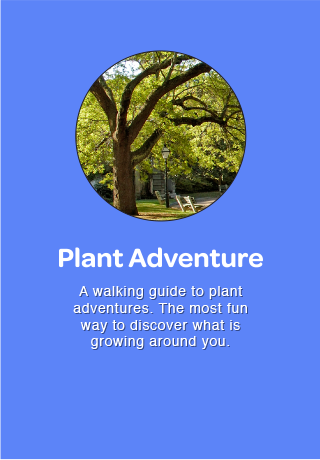 Plant Adventure
A walking guide to plant
adventures. The most fun
way to discover what is
growing around you.